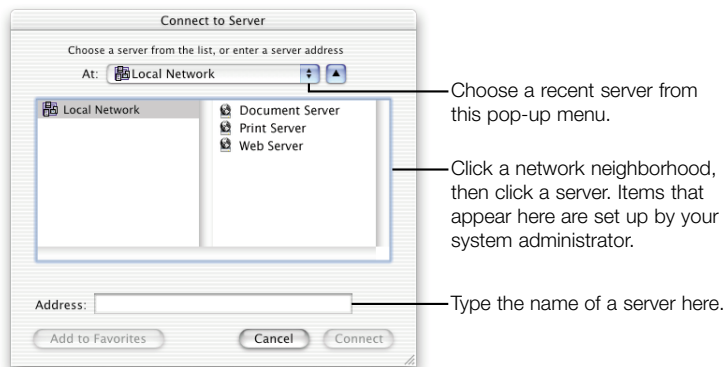 Connect to Server
Choose a server from the list, or enter a server address
At: Local Network
Local Network
Document Server
Print Server
Web Server
Address:
Add to Favorites
Cancel
Connect
Choose a recent server from
this pop-up menu.
Click a network neighborhood,
then click a server. Items that
appear here are set up by your
system administrator.
Type the name of a server here.